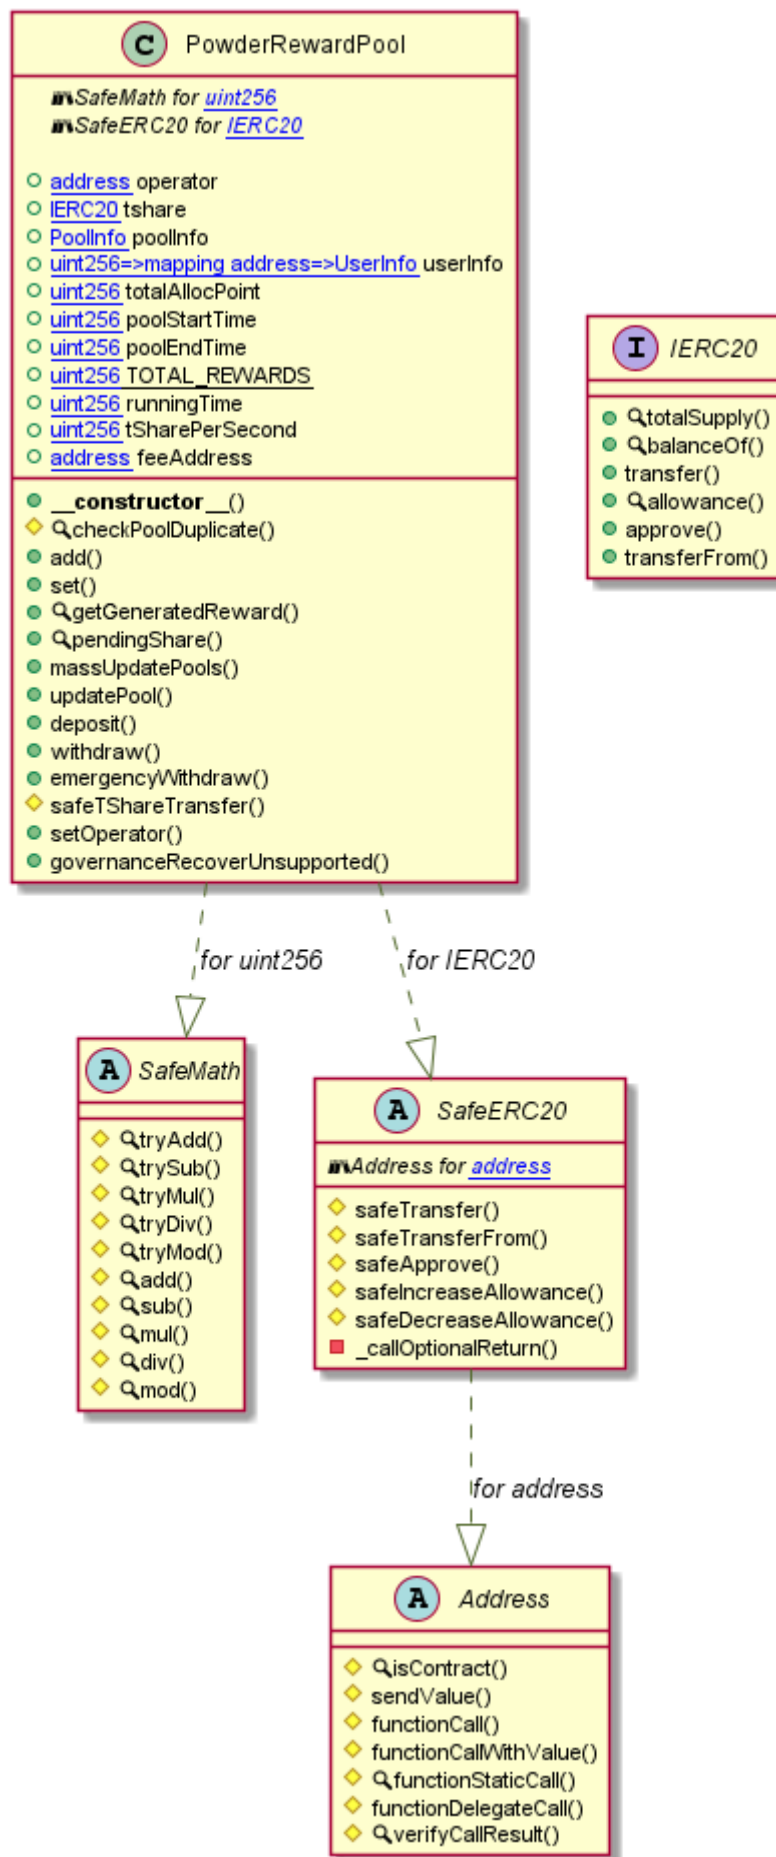 C PowderRewardPool
SafeMath for uint256
SafeERC20 for IERC20
address operator
IERC20 tshare
PoolInfo poolInfo
uint256=>mapping address=>UserInfo userInfo
uint256 totalAllocPoint
uint256 poolStartTime
uint256 poolEndTime
uint256 TOTAL_REWARDS
uint256 runningTime
uint256 tSharePerSecond
address feeAddress
__constructor__()
checkPoolDuplicate()
add()
set()
getGeneratedReward()
pendingShare()
massUpdatePools()
updatePool()
deposit()
withdraw()
emergencyWithdraw()
safeTShareTransfer()
setOperator()
governanceRecoverUnsupported()
I IERC20
totalSupply()
balanceOf()
transfer()
allowance()
approve()
transferFrom()
for uint256
for IERC20
A SafeMath
tryAdd()
trySub()
tryMul()
tryDiv()
tryMod()
add()
sub()
mul()
div()
mod()
A SafeERC20
Address for address
safeTransfer()
safeTransferFrom()
safeApprove()
safeIncreaseAllowance()
safeDecreaseAllowance()
_callOptionalReturn()
for address
A Address
isContract()
sendValue()
functionCall()
functionCallWithValue()
functionStaticCall()
functionDelegateCall()
verifyCallResult()